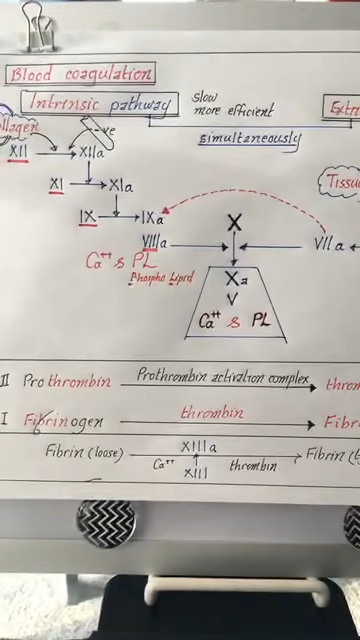 Blood coagulation
Intrinsic pathway
slow
more efficient
Extr
simultaneously
ollagen
-ve
XII → XIIa
XI → XIa
Tissu
IX → IXa
X
VIIIa
VIIa
Ca++ & PL
Phospho Lipid
Xa
V
Ca++ & PL
II Prothrombin Prothrombin activation complex throm
I Fibrinogen thrombin Fibr
Fibrin (loose) XIIIa Fibrin (t
Ca++ XIII thrombin